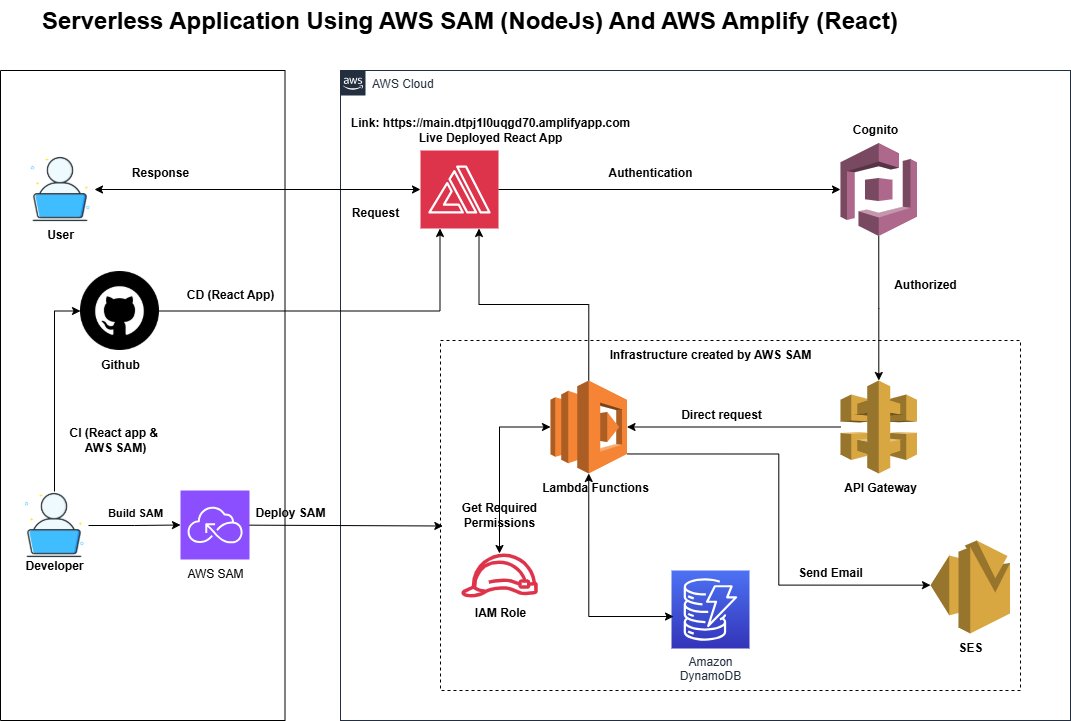 Serverless Application Using AWS SAM (NodeJs) And AWS Amplify (React)
aws
AWS Cloud
Link: https://main.dtpj1l0uqgd70.amplifyapp.com
Live Deployed React App
Cognito
Response
Authentication
Request
User
Authorized
CD (React App)
Github
Infrastructure created by AWS SAM
CI (React app &
AWS SAM)
Direct request
Lambda Functions
API Gateway
Build SAM
Deploy SAM
Get Required
Permissions
Developer
AWS SAM
Send Email
IAM Role
SES
Amazon
DynamoDB